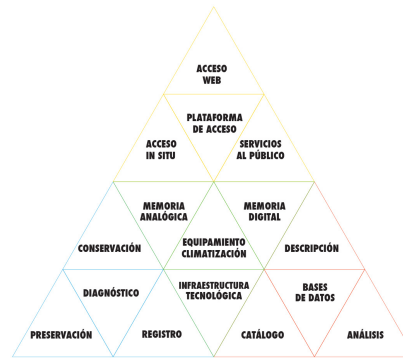 ACCESO
WEB
PLATAFORMA
DE ACCESO
ACCESO
IN SITU
SERVICIOS
AL PÚBLICO
MEMORIA
ANALÓGICA
MEMORIA
DIGITAL
CONSERVACIÓN
EQUIPAMIENTO
CLIMATIZACIÓN
DESCRIPCIÓN
DIAGNÓSTICO
INFRAESTRUCTURA
TECNOLÓGICA
BASES
DE DATOS
PRESERVACIÓN
REGISTRO
CATÁLOGO
ANÁLISIS